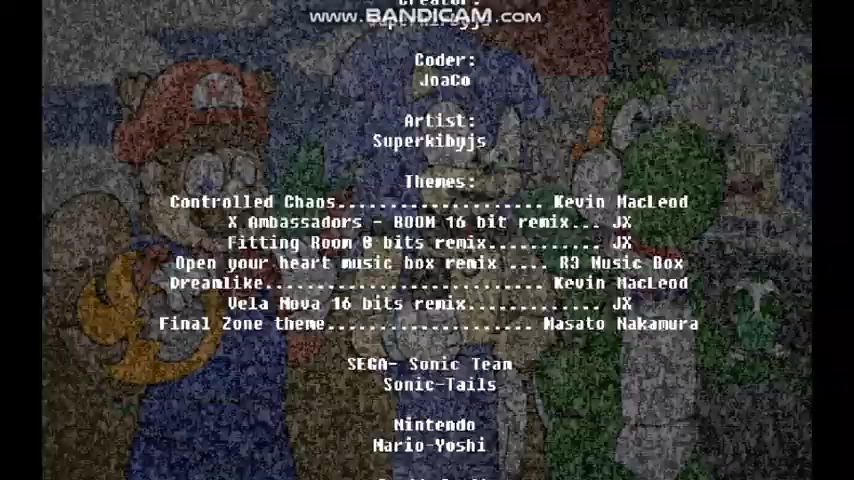 Creator:
www.BANDICAM.com
Superkibyjs
Coder:
JoaCo
Artist:
Superkibyjs
Themes:
Controlled Chaos.................... Kevin MacLeod
X Ambassadors - BOOM 16 bit remix... JX
Fitting Room 8 bits remix........... JX
Open your heart music box remix .... R3 Music Box
Dreamlike........................... Kevin MacLeod
Vela Nova 16 bits remix............. JX
Final Zone theme.................... Masato Nakamura
SEGA- Sonic Team
Sonic-Tails
Nintendo
Mario-Yoshi